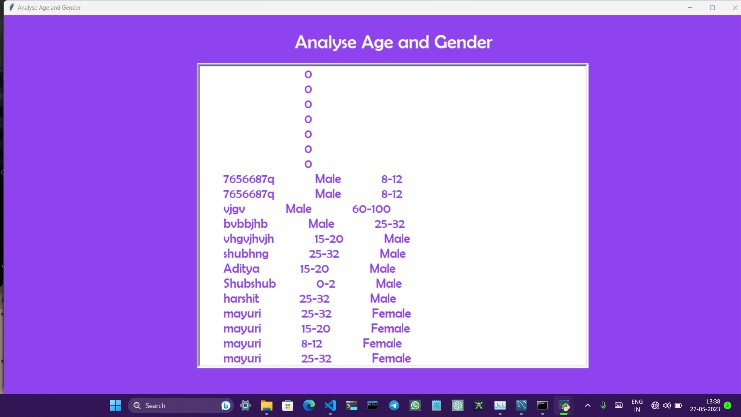 Analyse Age and Gender
Analyse Age and Gender
0
0
0
0
0
0
0
7656687q Male 8-12
7656687q Male 8-12
vjgv Male 60-100
bvbbjhb Male 25-32
vhgvjhvjh 15-20 Male
shubhng 25-32 Male
Aditya 15-20 Male
Shubshub 0-2 Male
harshit 25-32 Male
mayuri 25-32 Female
mayuri 15-20 Female
mayuri 8-12 Female
mayuri 25-32 Female
Search
ENG
IN
13:38
27-05-2023